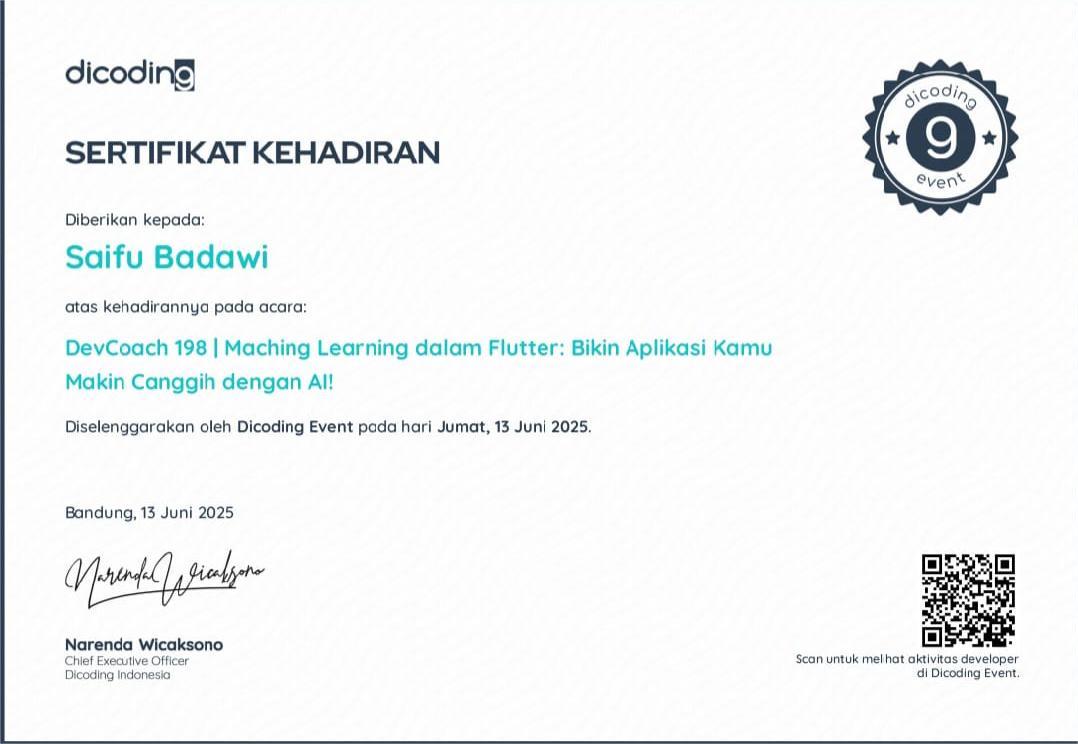 dicoding
dicoding
9
event
SERTIFIKAT KEHADIRAN
Diberikan kepada:
Saifu Badawi
atas kehadirannya pada acara:
DevCoach 198 | Maching Learning dalam Flutter: Bikin Aplikasi Kamu
Makin Canggih dengan AI!
Diselenggarakan oleh Dicoding Event pada hari Jumat, 13 Juni 2025.
Bandung, 13 Juni 2025
Narenda Wicaksono
Narenda Wicaksono
Chief Executive Officer
Dicoding Indonesia
Scan untuk melihat aktivitas developer
di Dicoding Event.